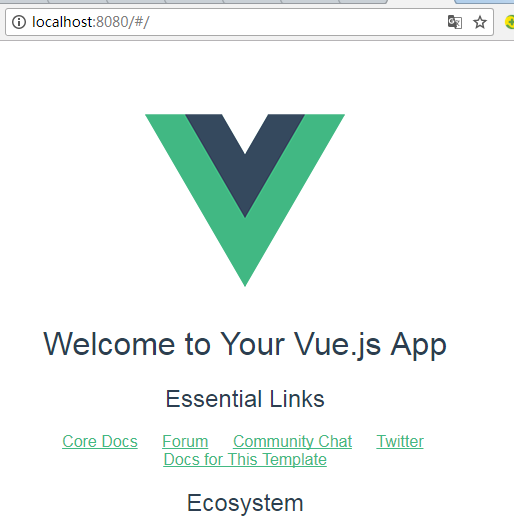 localhost:8080/#/
Welcome to Your Vue.js App
Essential Links
Core Docs Forum Community Chat Twitter
Docs for This Template
Ecosystem